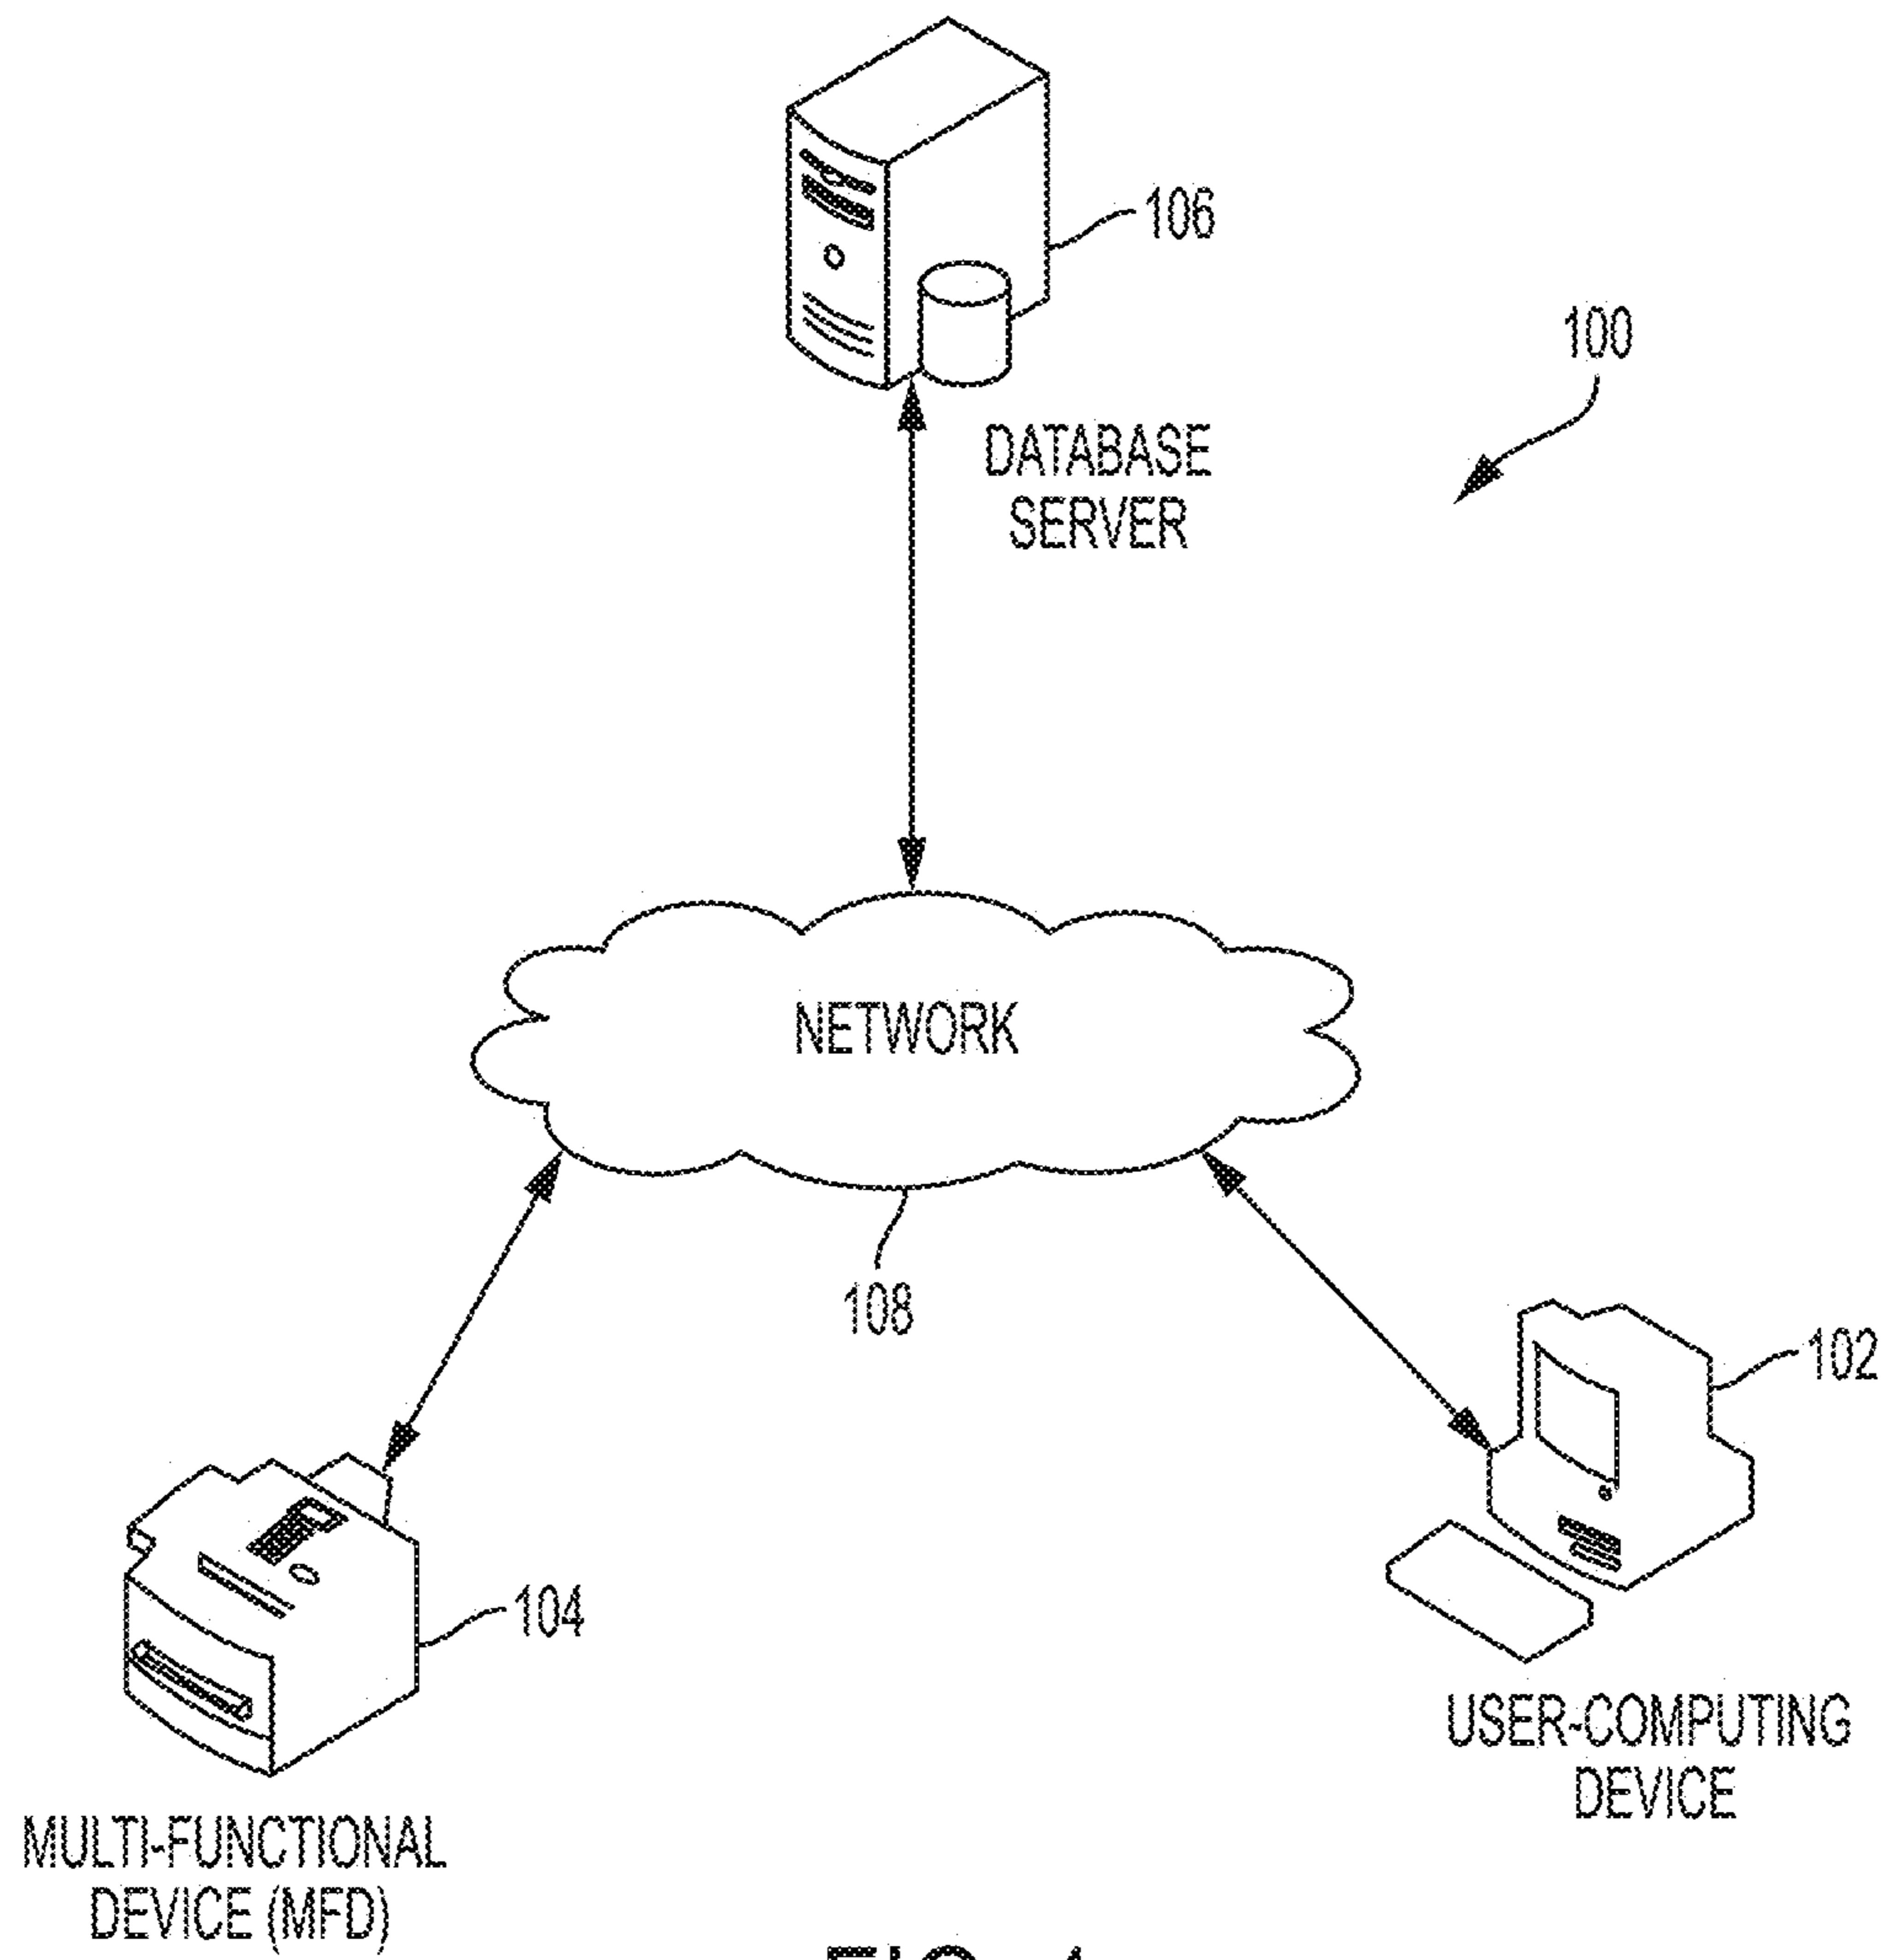 106
100
DATABASE
SERVER
NETWORK
108
102
104
USER-COMPUTING
DEVICE
MULTI-FUNCTIONAL
DEVICE (MFD)